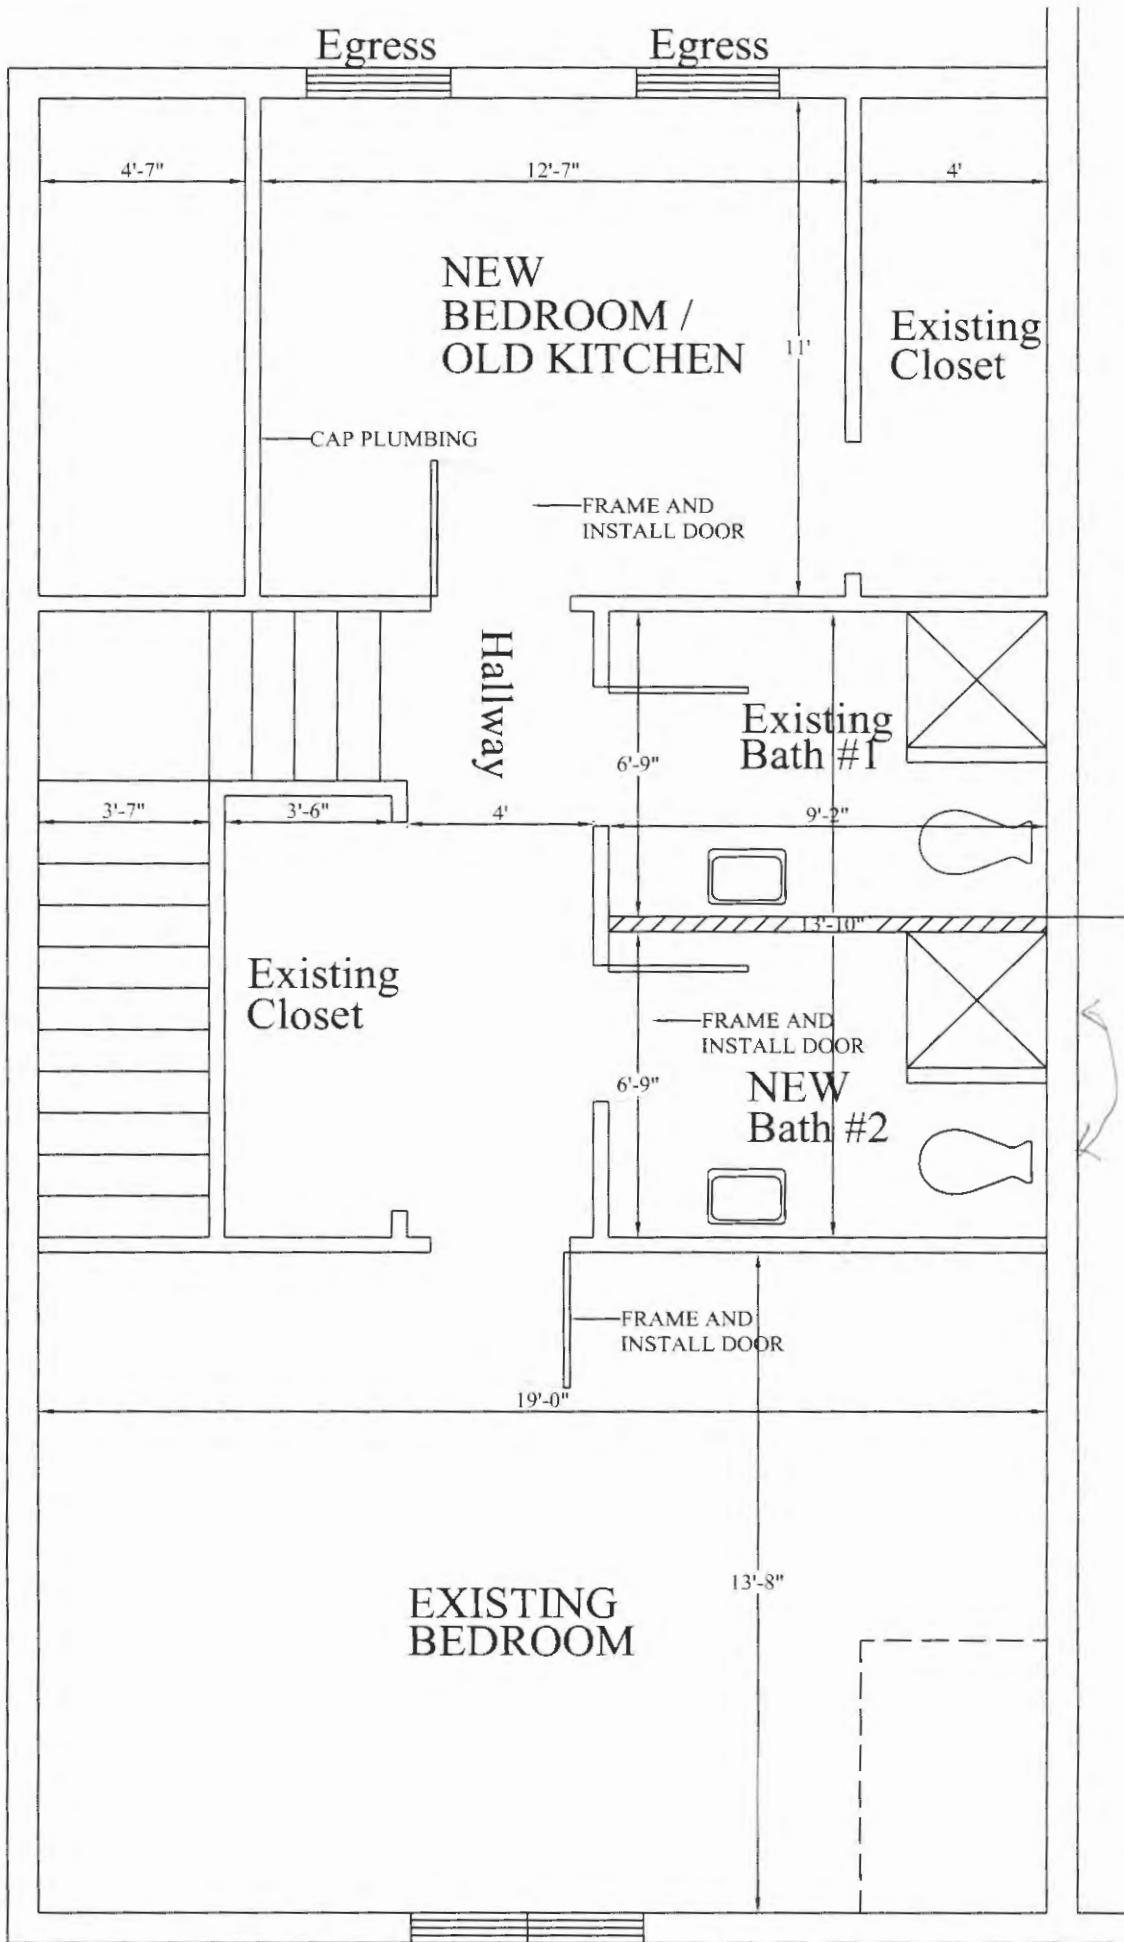 Egress
Egress
4'-7"
12'-7"
4'
NEW
BEDROOM /
OLD KITCHEN
11'
Existing
Closet
CAP PLUMBING
FRAME AND
INSTALL DOOR
Hallway
Existing
Bath #1
6'-9"
3'-7"
3'-6"
4'
9'-2"
13'-10"
Existing
Closet
FRAME AND
INSTALL DOOR
6'-9"
NEW
Bath #2
FRAME AND
INSTALL DOOR
19'-0"
13'-8"
EXISTING
BEDROOM